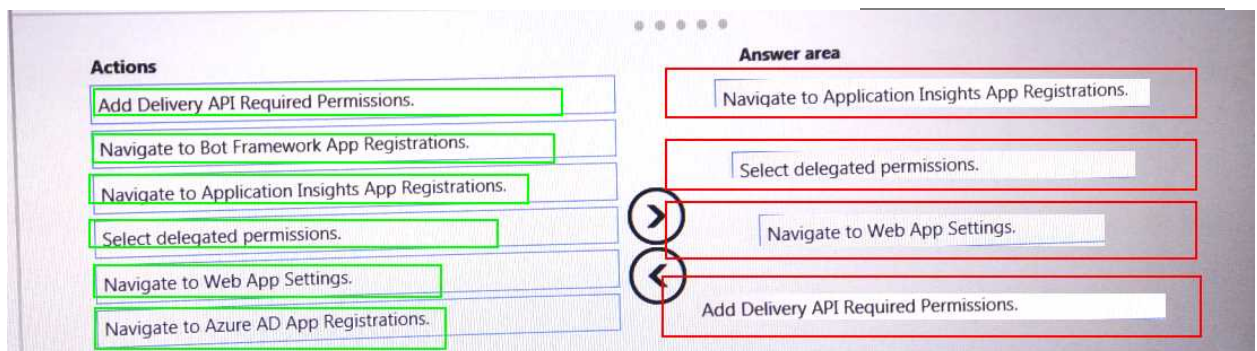 Actions
Add Delivery API Required Permissions.
Navigate to Bot Framework App Registrations.
Navigate to Application Insights App Registrations.
Select delegated permissions.
Navigate to Web App Settings.
Navigate to Azure AD App Registrations.
Answer area
Navigate to Application Insights App Registrations.
Select delegated permissions.
Navigate to Web App Settings.
Add Delivery API Required Permissions.